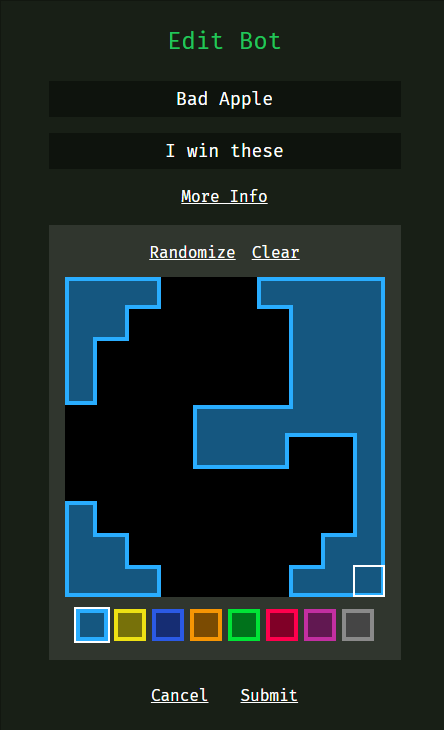 Edit Bot
Bad Apple
I win these
More Info
Randomize Clear
Cancel Submit